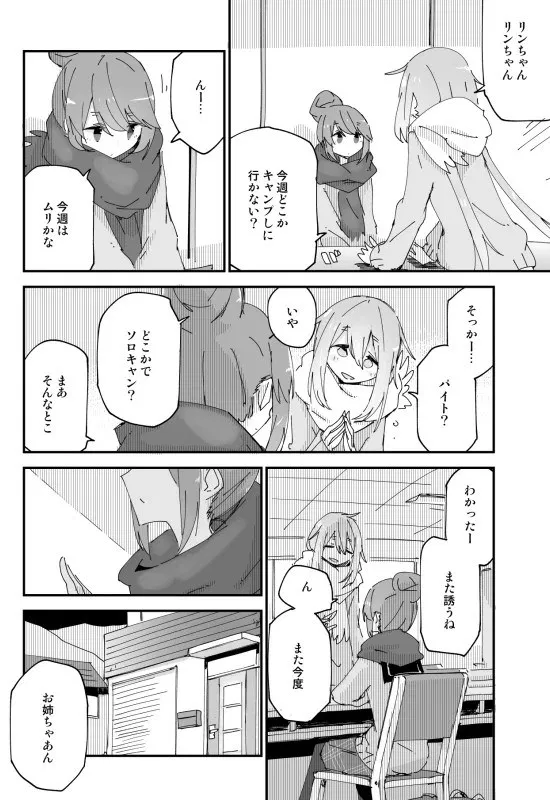 リンちゃん
リンちゃん
今週どこか
キャンプしに
行かない？
んー…
今週は
ムリかな
そっかー…
バイト？
いや
どこかで
ソロキャン？
まあ
そんなとこ
わかったー
また誘うね
ん
また今度
お姉ちゃあん